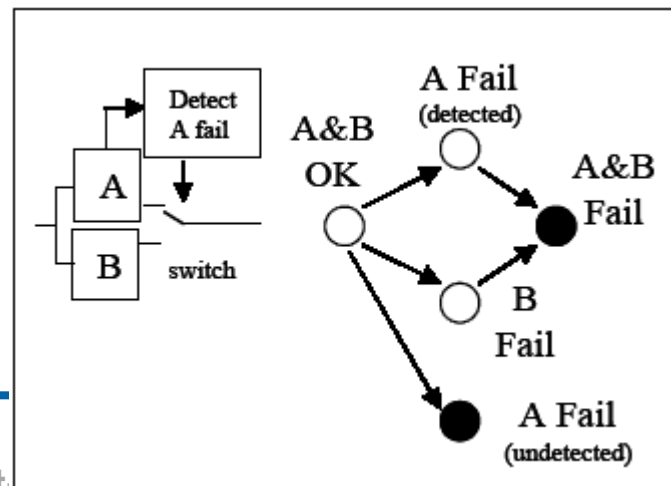 Detect
A fail
A
B
switch
A&B
OK
A Fail
(detected)
A&B
Fail
B
Fail
A Fail
(undetected)